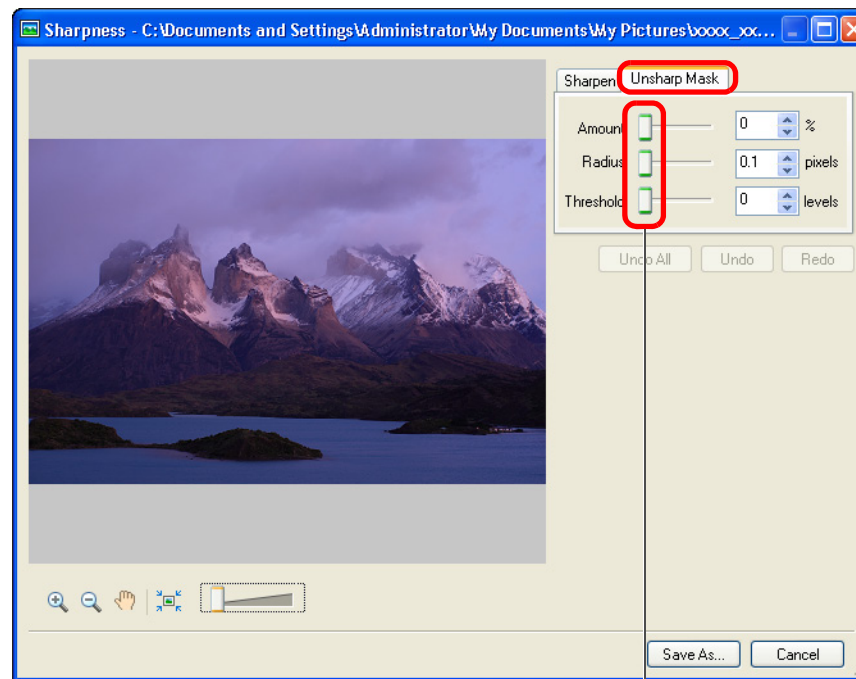 Sharpness - C:\Documents and Settings\Administrator\My Documents\My Pictures\xxxx_xx...
Sharpen Unsharp Mask
Amount 0 %
Radius 0.1 pixels
Threshold 0 levels
Undo All Undo Redo
Save As... Cancel